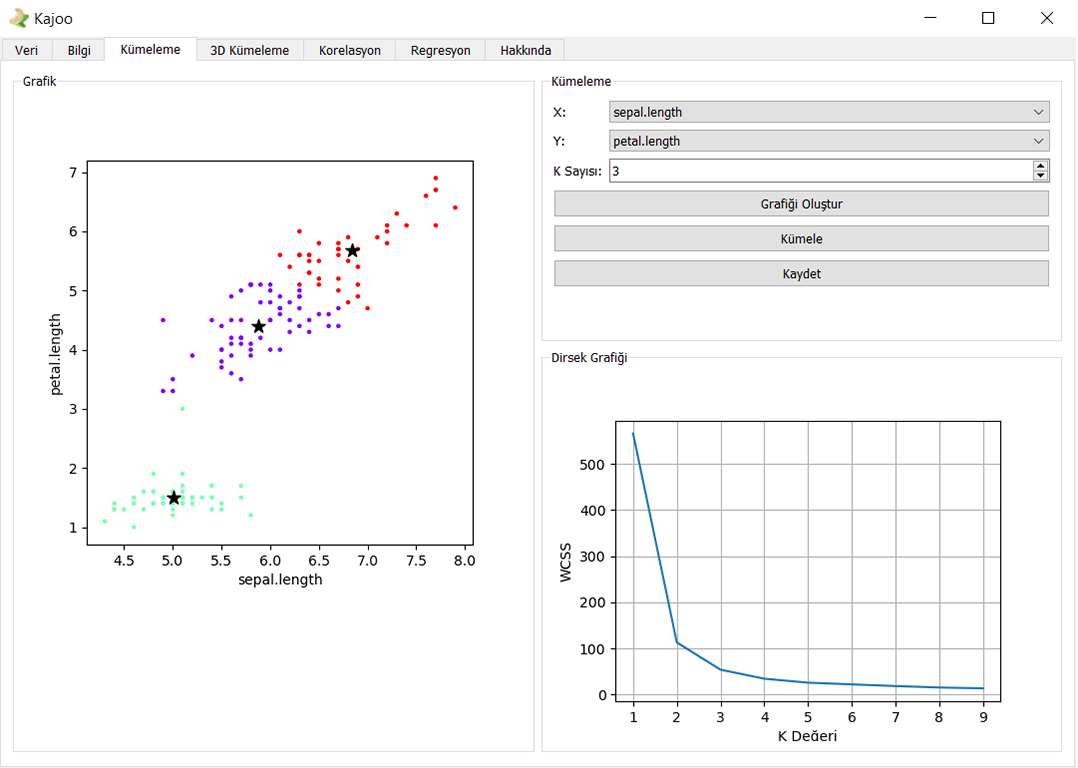 Kajoo
Veri Bilgi Kümeleme 3D Kümeleme Korelasyon Regresyon Hakkında
Grafik
7
6
5
4
3
2
1
petal.length
4.5 5.0 5.5 6.0 6.5 7.0 7.5 8.0
sepal.length
Kümeleme
X: sepal.length
Y: petal.length
K Sayısı: 3
Grafiği Oluştur
Kümele
Kaydet
Dirsek Grafiği
500
400
300
200
100
0
WCSS
1 2 3 4 5 6 7 8 9
K Değeri